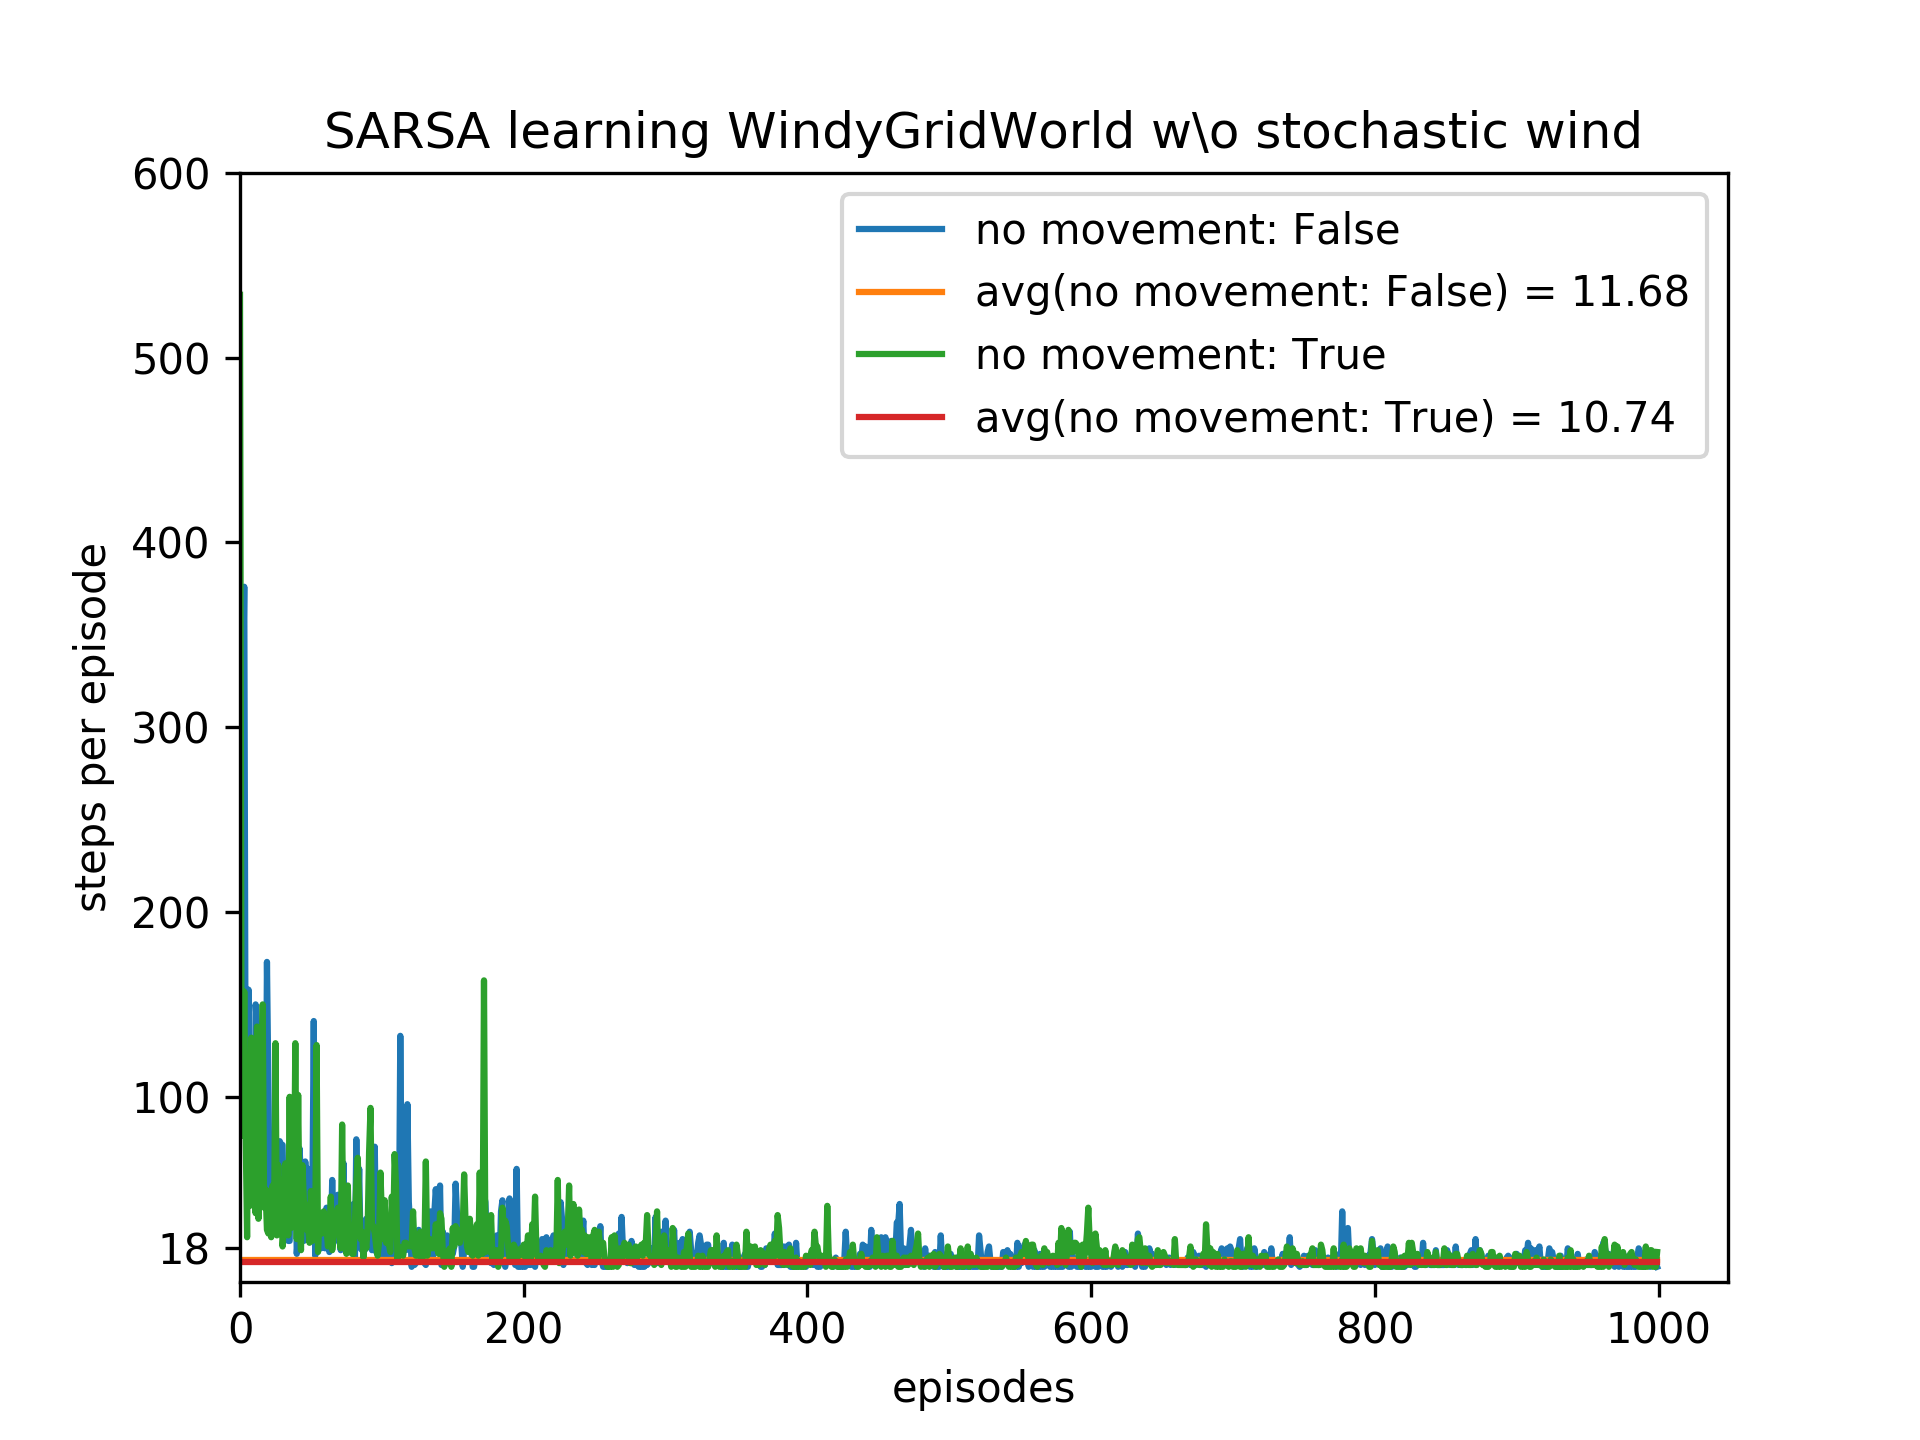 SARSA learning WindyGridWorld w\o stochastic wind
600
500
400
300
200
100
18
steps per episode
no movement: False
avg(no movement: False) = 11.68
no movement: True
avg(no movement: True) = 10.74
0 200 400 600 800 1000
episodes